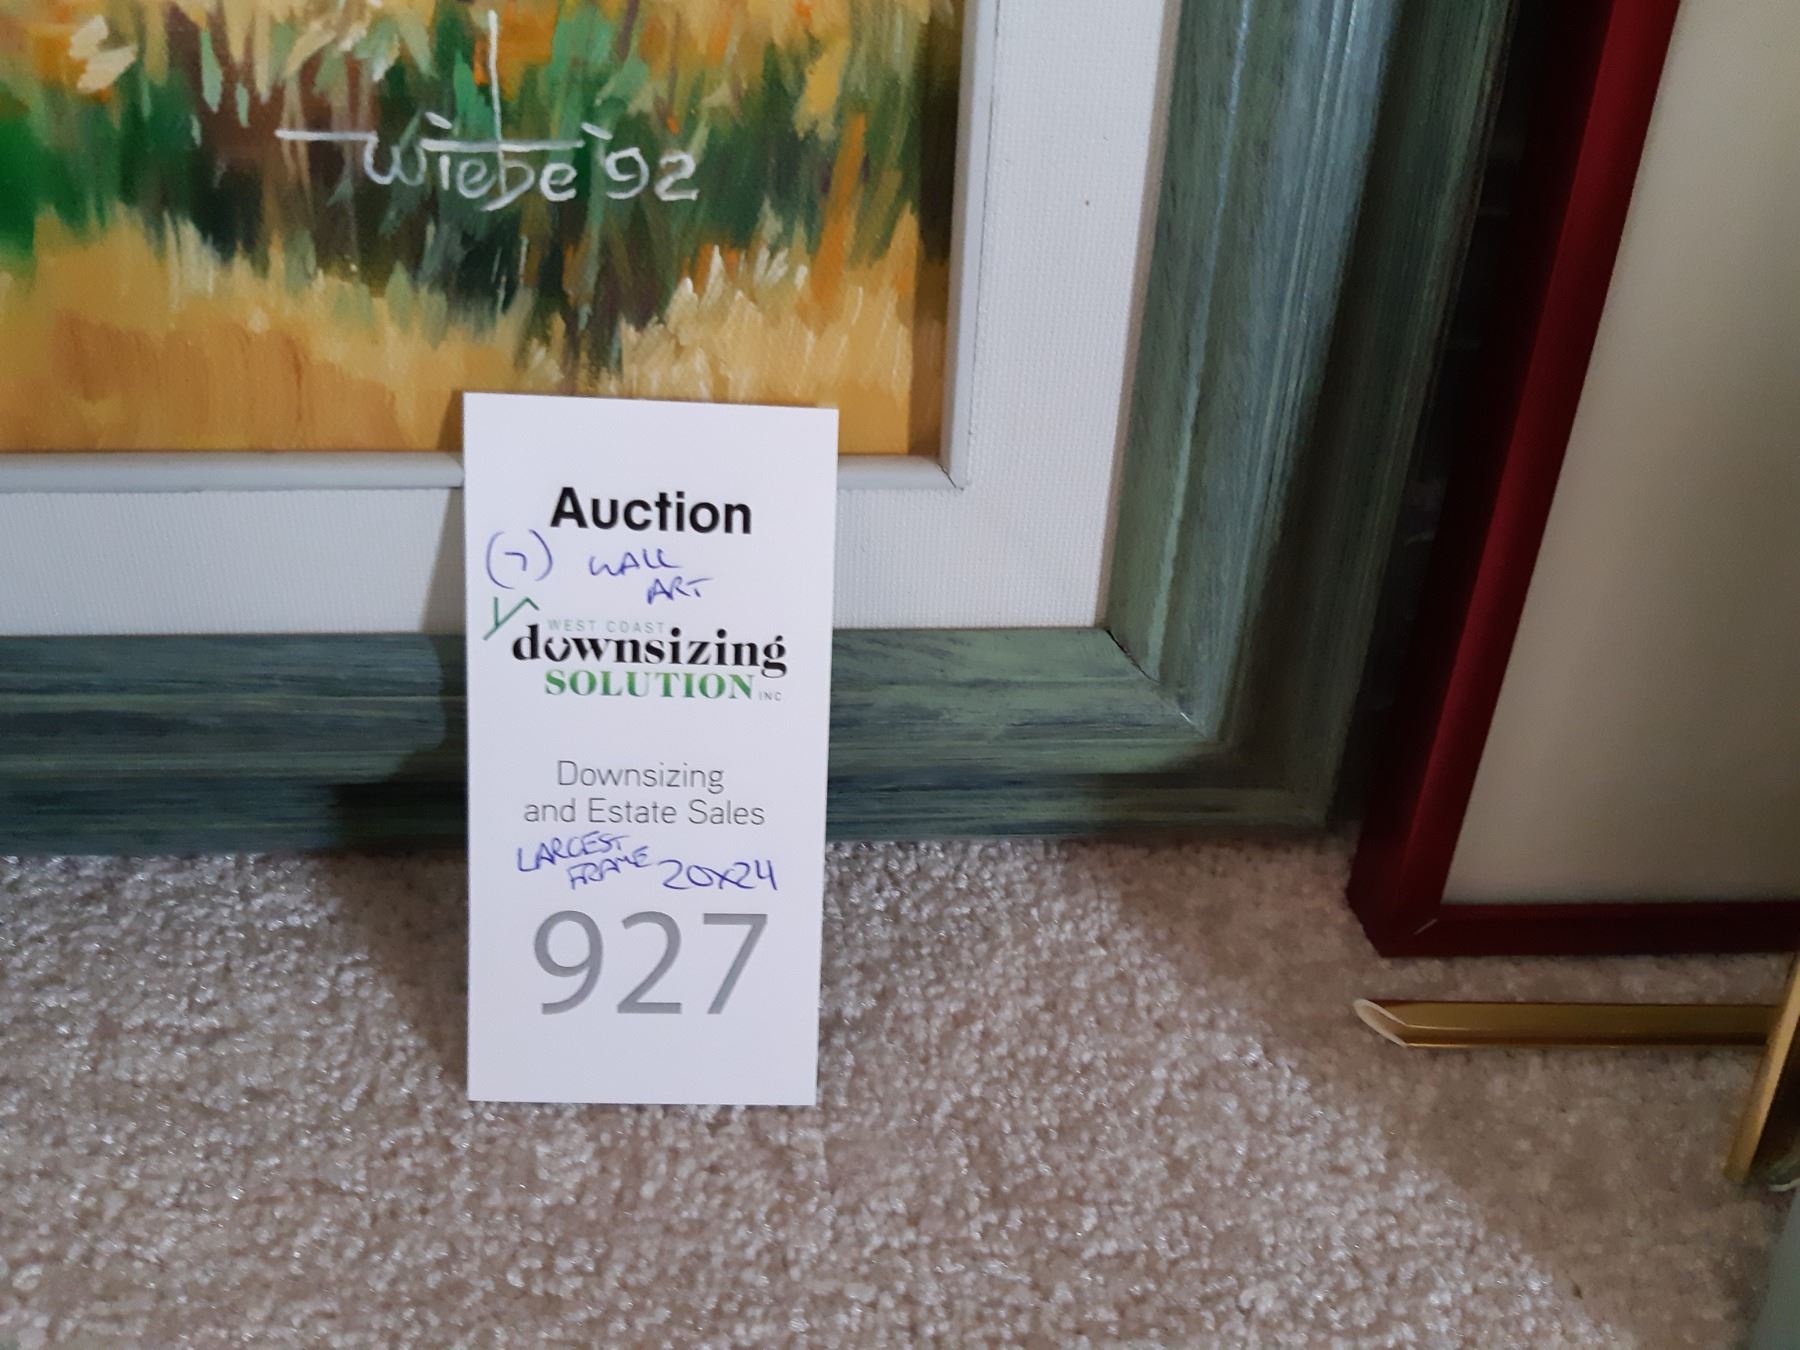 Wiebe '92
Auction
(7) WALL
ART
WEST COAST
downsizing
SOLUTION INC
Downsizing
and Estate Sales
LARGEST
FRAME 20x24
927